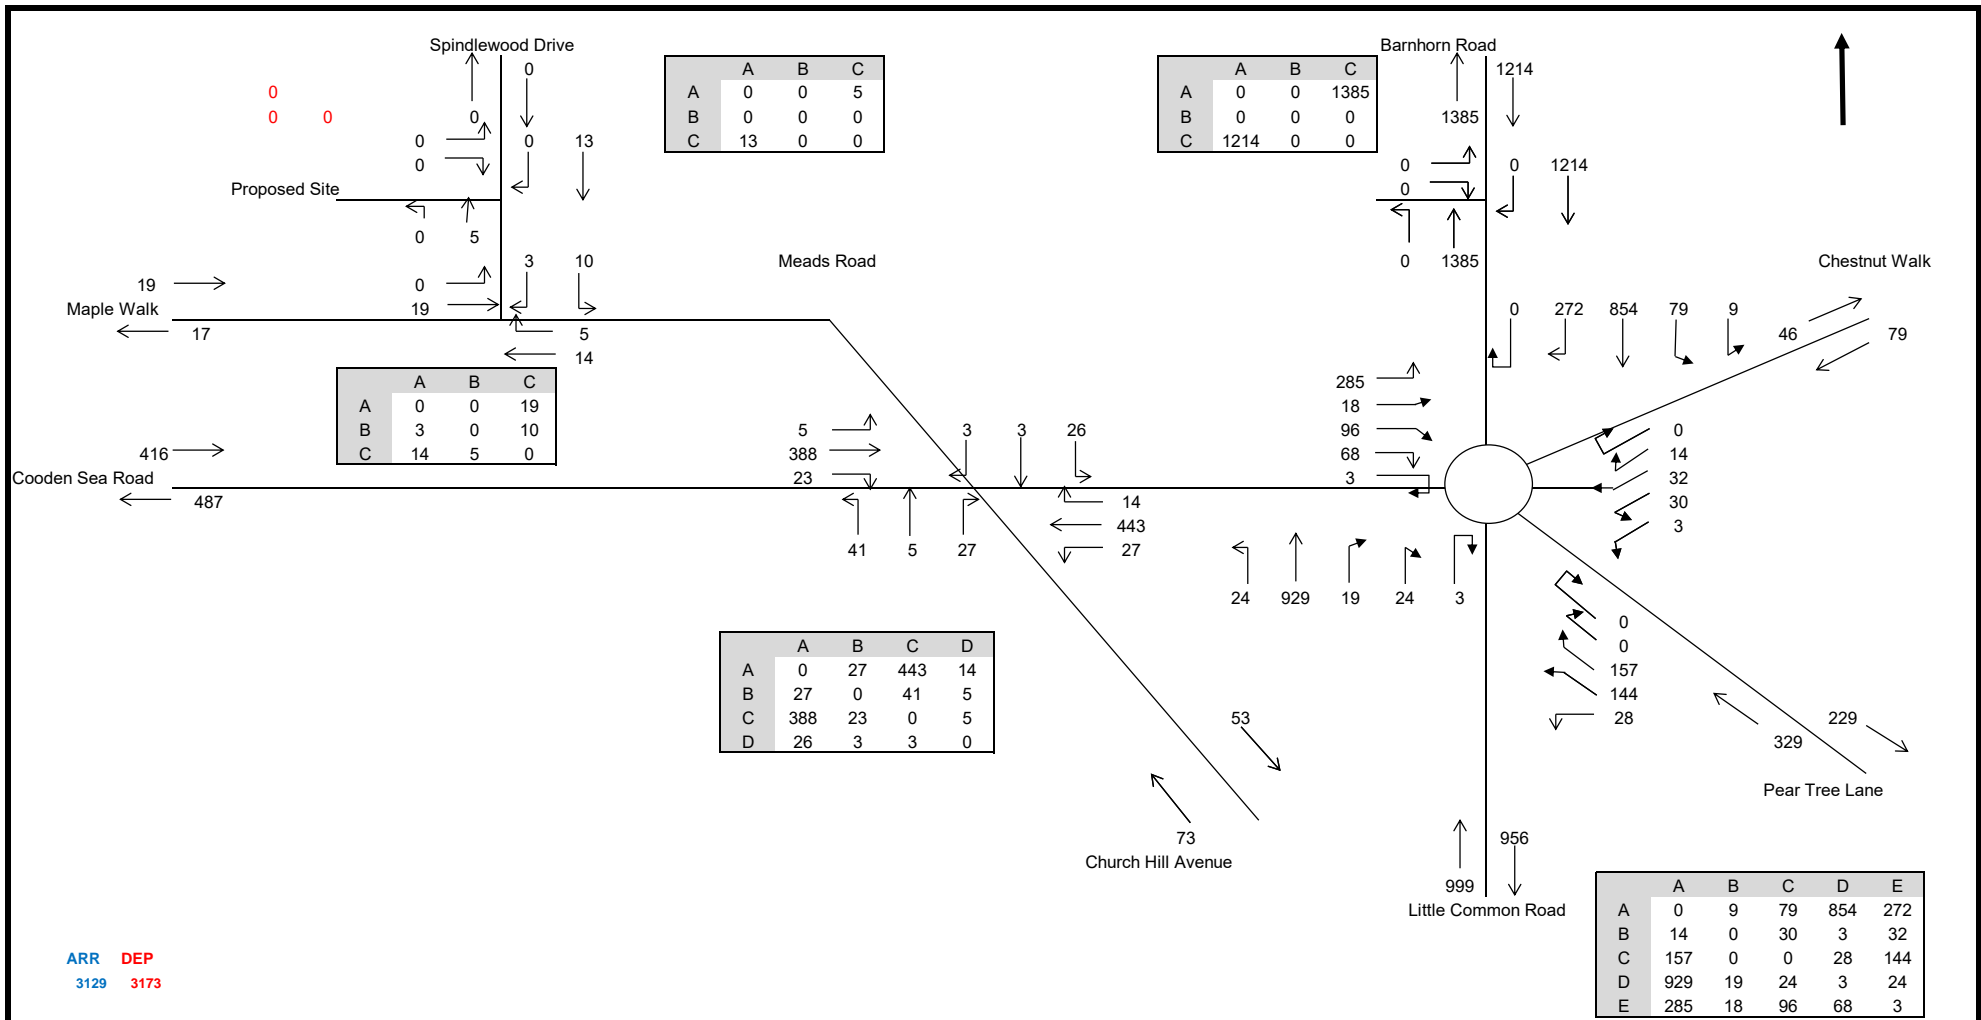 Spindlewood Drive
Barnhorn Road
0
1214
A B C
A 0 0 5
B 0 0 0
C 13 0 0
A B C
A 0 0 1385
B 0 0 0
C 1214 0 0
0
0 0
0
1385
0
0 13
0
0
0
0 1214
Proposed Site
0 5
0 1385
Meads Road
Chestnut Walk
3 10
19
0
19
Maple Walk
17
5
14
0 272 854 79 9
46
79
A B C
A 0 0 19
B 3 0 10
C 14 5 0
285
18
96
68
3
416
Cooden Sea Road
487
5
388
23
3 3 26
0
14
32
30
3
14
443
27
41 5 27
24 929 19 24 3
0
0
157
144
28
A B C D
A 0 27 443 14
B 27 0 41 5
C 388 23 0 5
D 26 3 3 0
53
229
329
Pear Tree Lane
73
Church Hill Avenue
956
999
Little Common Road
A B C D E
A 0 9 79 854 272
B 14 0 30 3 32
C 157 0 0 28 144
D 929 19 24 3 24
E 285 18 96 68 3
ARR DEP
3129 3173